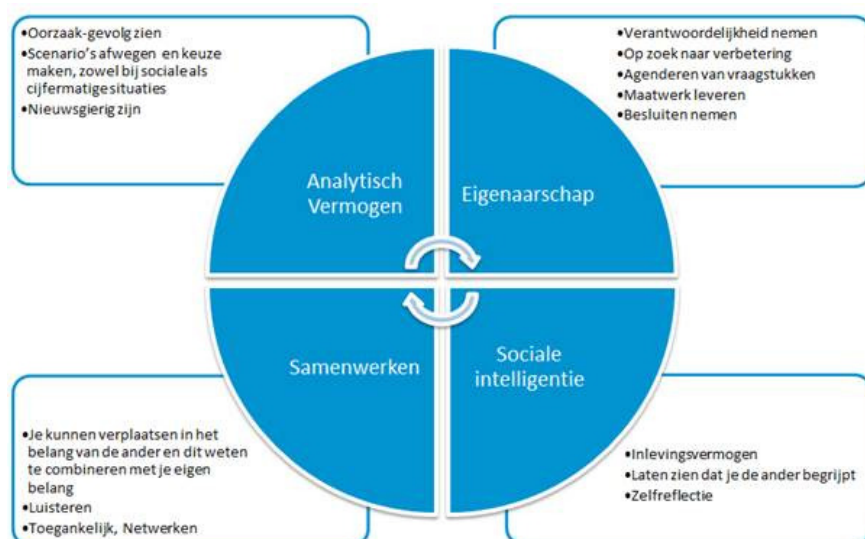 •Oorzaak-gevolg zien
•Scenario's afwegen en keuze
maken, zowel bij sociale als
cijfermatige situaties
•Nieuwsgierig zijn
•Verantwoordelijkheid nemen
•Op zoek naar verbetering
•Agenderen van vraagstukken
•Maatwerk leveren
•Besluiten nemen
Analytisch
Vermogen
Eigenaarschap
Samenwerken
Sociale
intelligentie
•Je kunnen verplaatsen in het
belang van de ander en dit weten
te combineren met je eigen
belang
•Luisteren
•Toegankelijk, Netwerken
•Inlevingsvermogen
•Laten zien dat je de ander begrijpt
•Zelfreflectie